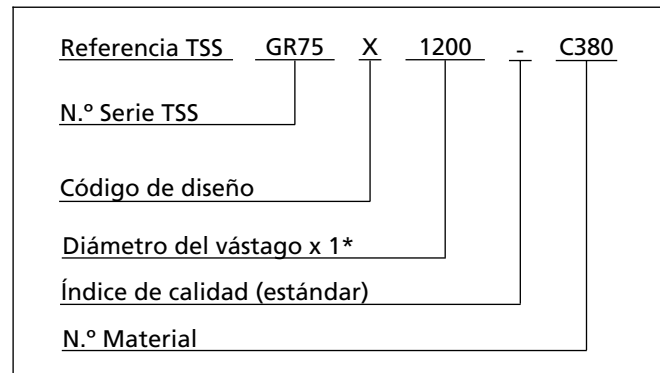 Referencia TSS GR75 X 1200 - C380
N.º Serie TSS
Código de diseño
Diámetro del vástago x 1*
Índice de calidad (estándar)
N.º Material